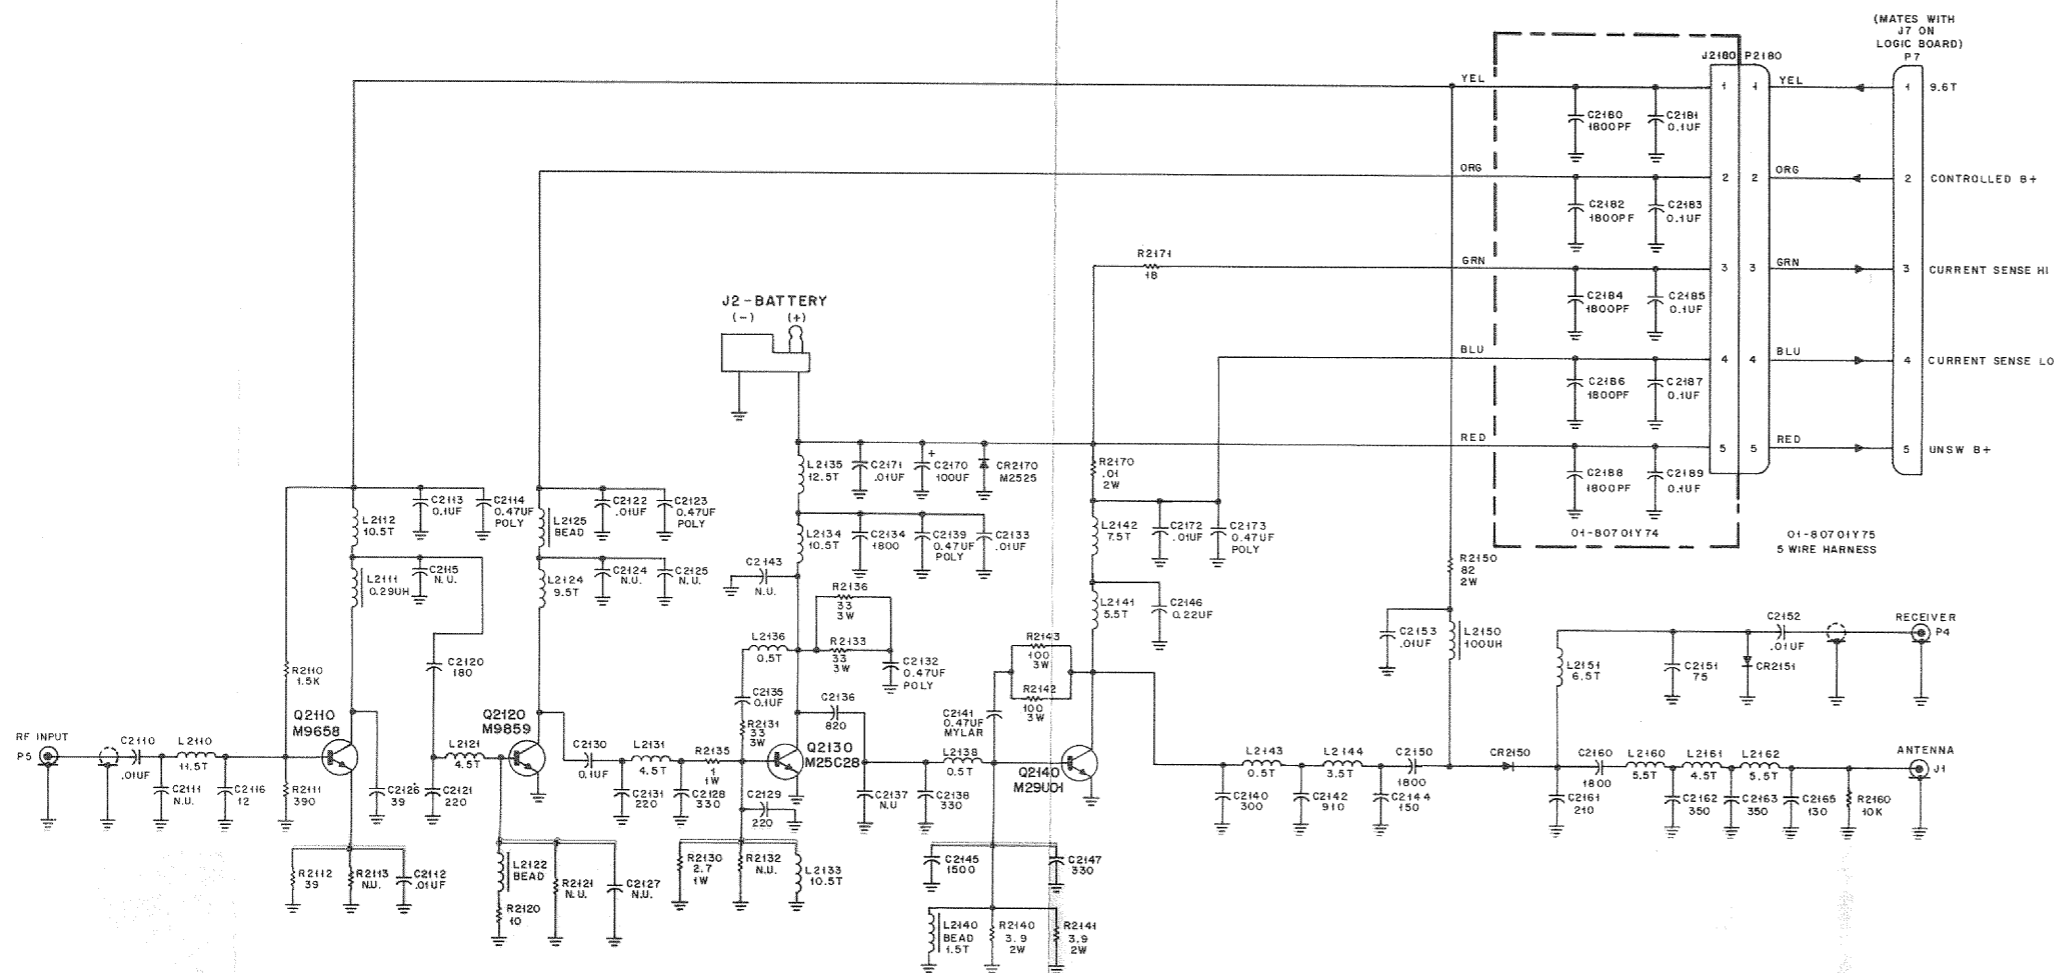 (MATES WITH
J7 ON
LOGIC BOARD)
J2180 P2180
P7
YEL
1 1
YEL
1
9.6T
C2180
1800PF
C2181
0.1UF
ORG
2 2
ORG
2
CONTROLLED B+
C2182
1800PF
C2183
0.1UF
R2171
18
GRN
3 3
GRN
3
CURRENT SENSE HI
C2184
1800PF
C2185
0.1UF
J2-BATTERY
(-) (+)
BLU
4 4
BLU
4
CURRENT SENSE LO
C2186
1800PF
C2187
0.1UF
RED
5 5
RED
5
UNSW B+
C2188
1800PF
C2189
0.1UF
01-80701Y74
01-80701Y75
5 WIRE HARNESS
L2135
12.5T
C2171
.01UF
+
C2170
100UF
CR2170
M2525
R2170
.01
2W
C2113
0.1UF
C2114
0.47UF
POLY
L2112
10.5T
L2125
BEAD
C2122
.01UF
C2123
0.47UF
POLY
L2134
10.5T
C2134
1800
C2139
0.47UF
POLY
C2133
.01UF
L2142
7.5T
C2172
.01UF
C2173
0.47UF
POLY
L2111
0.29UH
C2115
N.U.
L2124
9.5T
C2124
N.U.
C2125
N.U.
C2143
N.U.
R2136
33
3W
R2133
33
3W
L2136
0.5T
C2132
0.47UF
POLY
L2141
5.5T
C2146
0.22UF
R2150
82
2W
C2153
.01UF
L2150
100UH
C2152
.01UF
RECEIVER
P4
L2151
6.5T
C2151
75
CR2151
R2110
1.5K
C2120
180
C2135
0.1UF
R2131
33
3W
C2136
820
R2143
100
3W
R2142
100
3W
C2141
0.47UF
MYLAR
RF INPUT
P5
C2110
.01UF
L2110
11.5T
Q2110
M9658
L2121
4.5T
Q2120
M9859
C2130
0.1UF
L2131
4.5T
R2135
1
1W
Q2130
M25C28
L2138
0.5T
Q2140
M29U01
L2143
0.5T
L2144
3.5T
C2150
1800
CR2150
C2160
1800
L2160
5.5T
L2161
4.5T
L2162
5.5T
ANTENNA
J1
C2111
N.U.
C2116
12
R2111
390
C2126
39
C2121
220
C2131
220
C2128
330
C2129
220
C2137
N.U
C2138
330
C2140
300
C2142
910
C2144
150
C2161
210
C2162
350
C2163
350
C2165
130
R2160
10K
R2112
39
R2113
N.U.
C2112
.01UF
L2122
BEAD
R2120
10
R2121
N.U.
C2127
N.U.
R2130
2.7
1W
R2132
N.U.
L2133
10.5T
C2145
1500
C2147
330
L2140
BEAD
1.5T
R2140
3.9
2W
R2141
3.9
2W